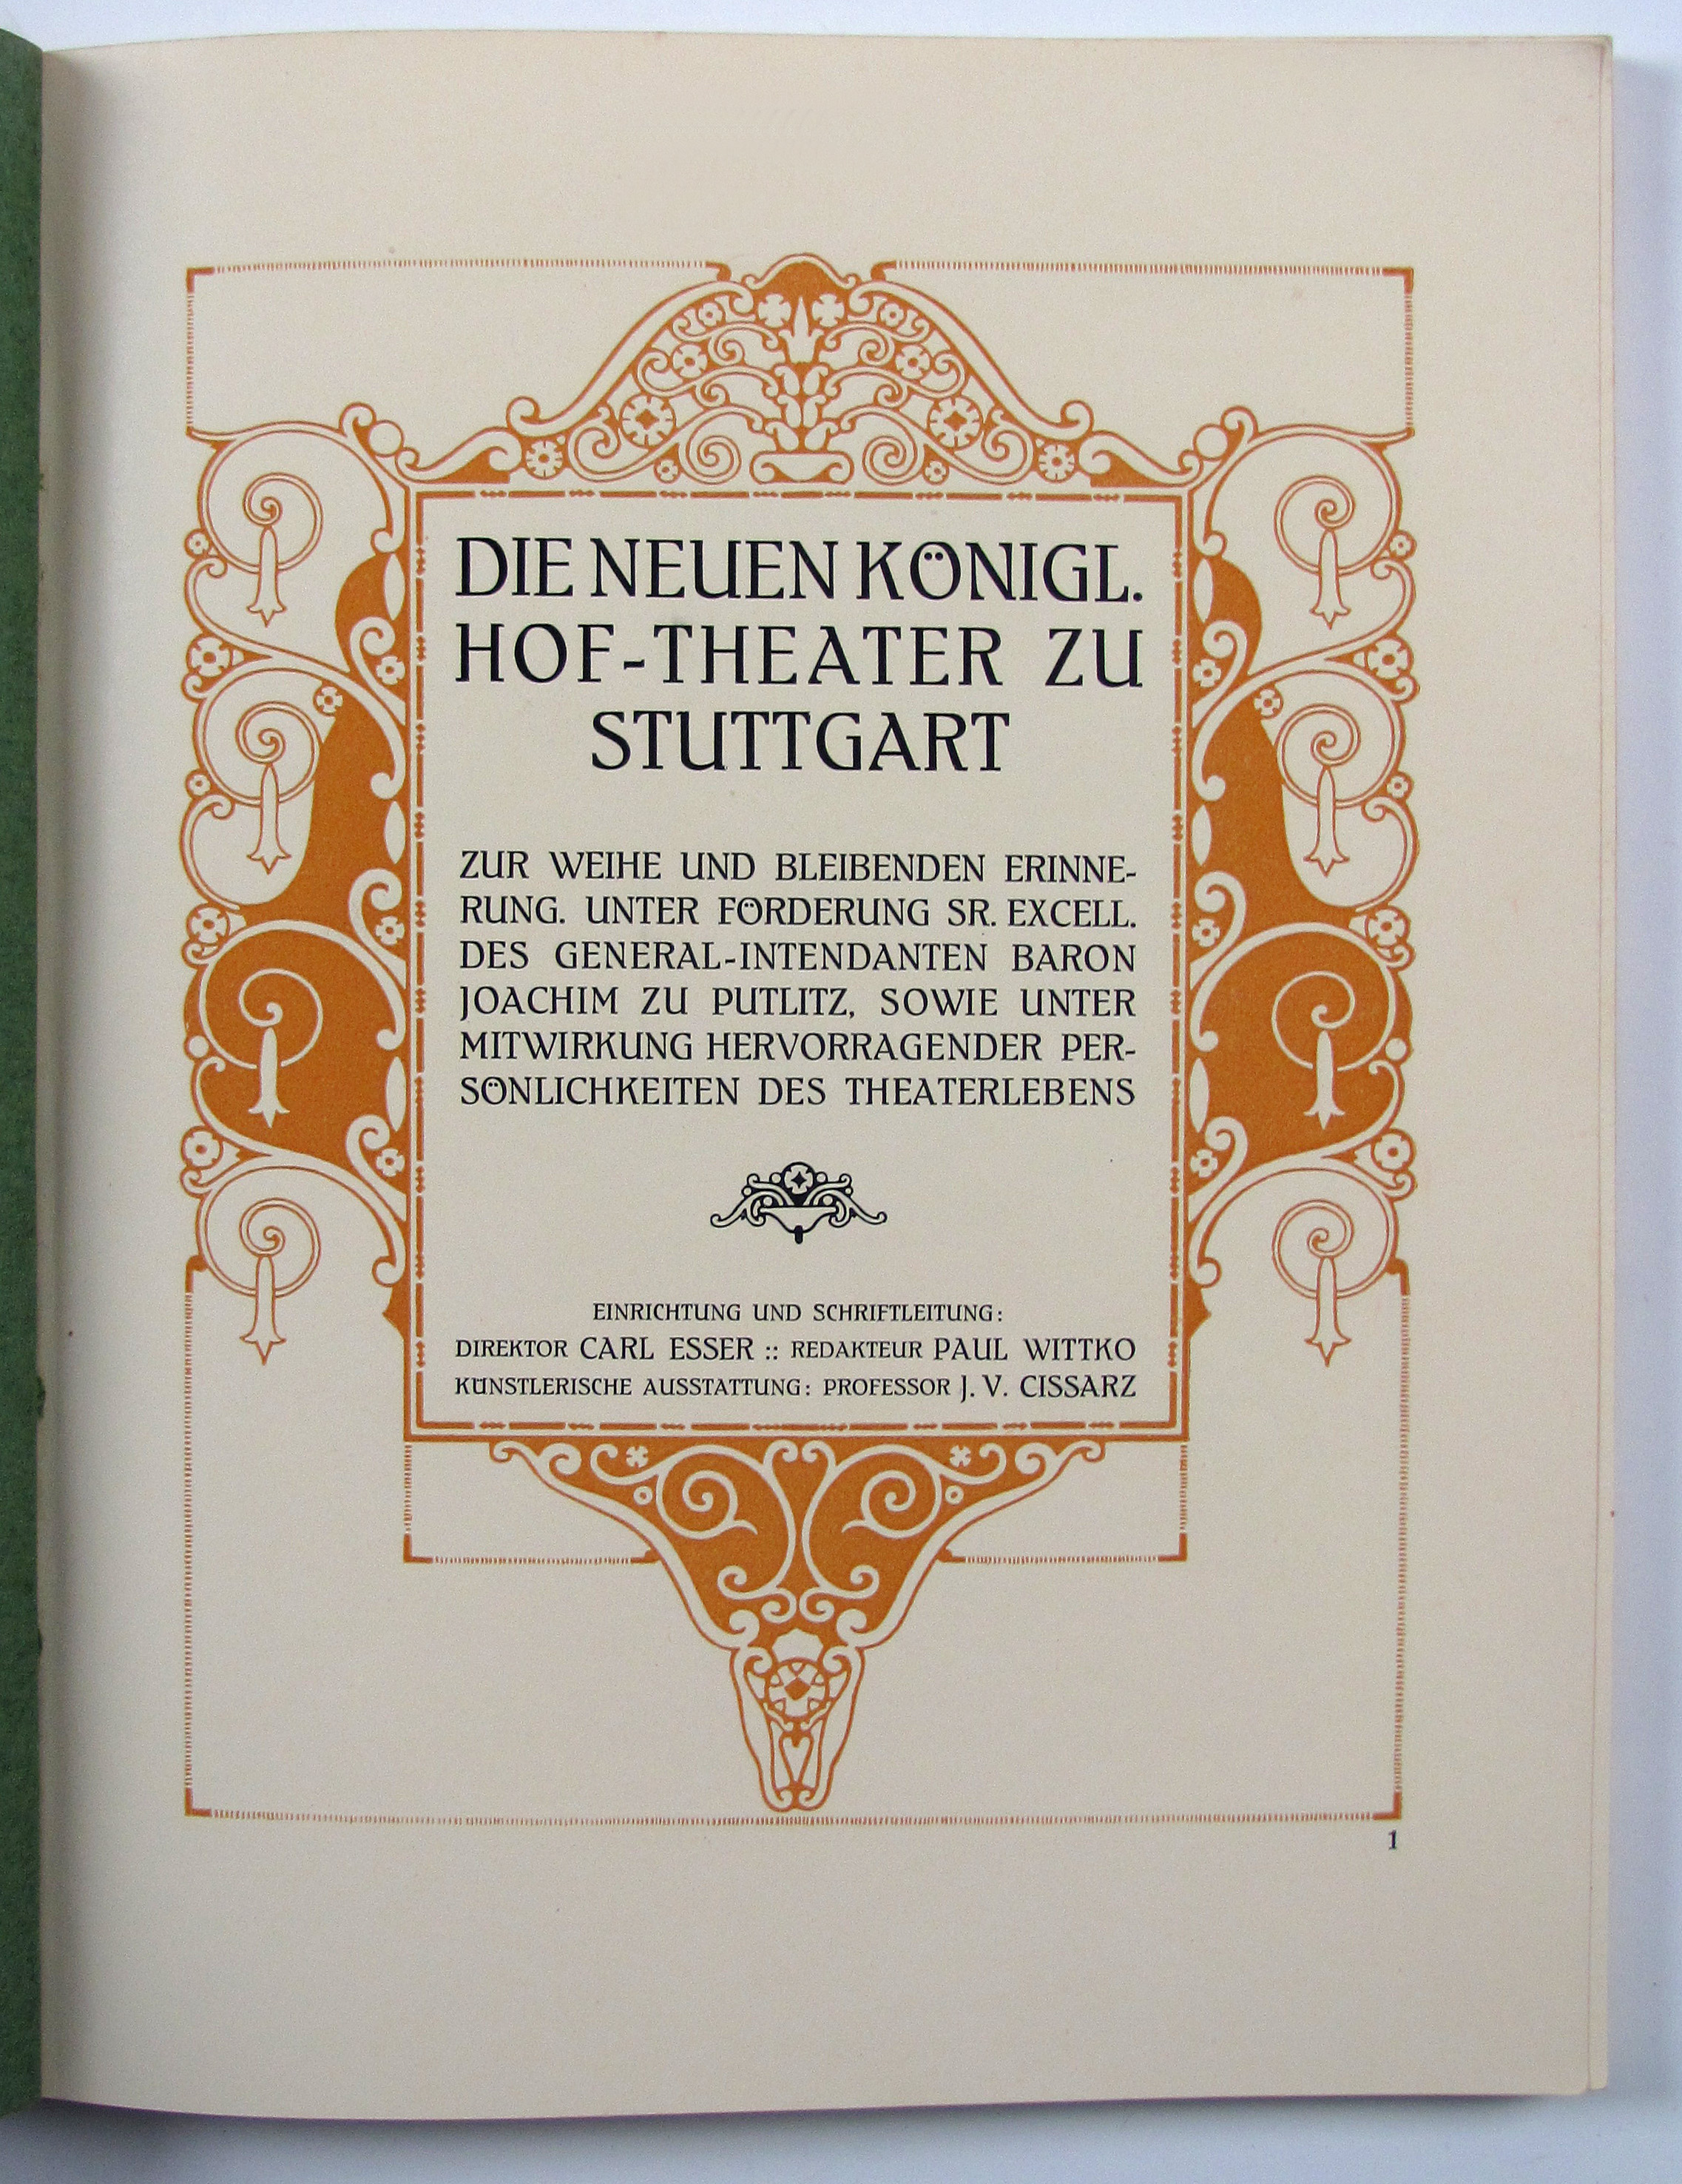 DIE NEUEN KÖNIGL.
HOF-THEATER ZU
STUTTGART
ZUR WEIHE UND BLEIBENDEN ERINNE-
RUNG. UNTER FÖRDERUNG SR. EXCELL.
DES GENERAL-INTENDANTEN BARON
JOACHIM ZU PUTLITZ, SOWIE UNTER
MITWIRKUNG HERVORRAGENDER PER-
SÖNLICHKEITEN DES THEATERLEBENS
EINRICHTUNG UND SCHRIFTLEITUNG:
DIREKTOR CARL ESSER :: REDAKTEUR PAUL WITTKO
KÜNSTLERISCHE AUSSTATTUNG: PROFESSOR J. V. CISSARZ
1